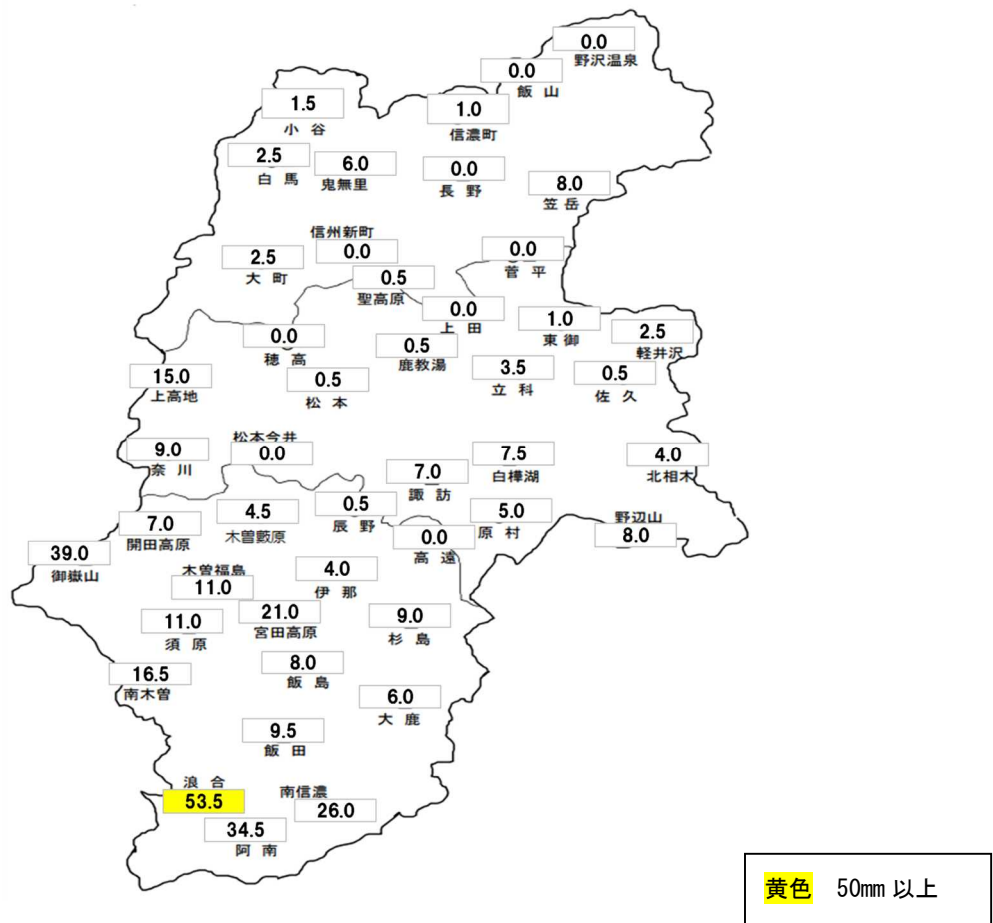 0.0
野沢温泉
0.0
飯山
1.5
小谷
1.0
信濃町
2.5
白馬
6.0
鬼無里
0.0
長野
8.0
笠岳
信州新町
0.0
2.5
大町
0.5
聖高原
0.0
菅平
0.0
上田
1.0
東御
2.5
軽井沢
0.0
穂高
0.5
鹿教湯
15.0
上高地
0.5
松本
3.5
立科
0.5
佐久
松本今井
0.0
9.0
奈川
7.0
諏訪
7.5
白樺湖
4.0
北相木
7.0
開田高原
4.5
木曽藪原
0.5
辰野
0.0
高遠
5.0
原村
野辺山
8.0
39.0
御嶽山
木曽福島
11.0
4.0
伊那
11.0
須原
21.0
宮田高原
9.0
杉島
16.5
南木曽
8.0
飯島
6.0
大鹿
9.5
飯田
浪合
53.5
南信濃
26.0
34.5
阿南
黄色 50mm 以上